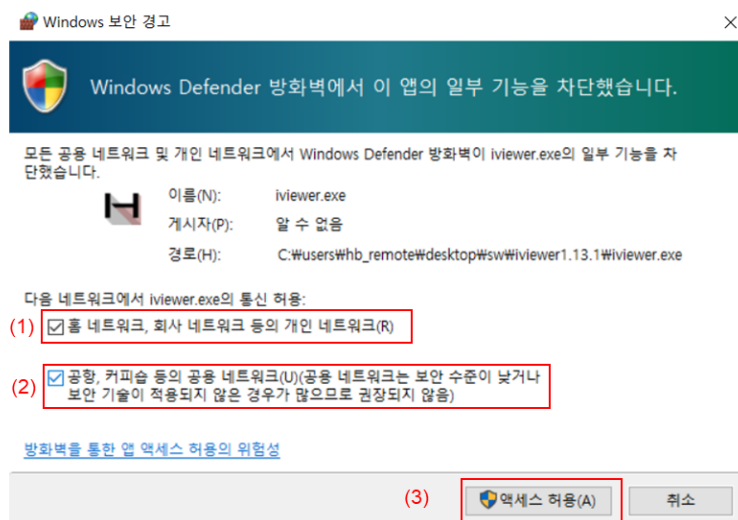 Windows 보안 경고
Windows Defender 방화벽에서 이 앱의 일부 기능을 차단했습니다.
모든 공용 네트워크 및 개인 네트워크에서 Windows Defender 방화벽이 iviewer.exe의 일부 기능을 차
단했습니다.
이름(N): iviewer.exe
게시자(P): 알 수 없음
경로(H): C:₩users₩hb_remote₩desktop₩sw₩iviewer1.13.1₩iviewer.exe
다음 네트워크에서 iviewer.exe의 통신 허용:
(1) 홈 네트워크, 회사 네트워크 등의 개인 네트워크(R)
(2) 공항, 커피숍 등의 공용 네트워크(U)(공용 네트워크는 보안 수준이 낮거나
보안 기술이 적용되지 않은 경우가 많으므로 권장되지 않음)
방화벽을 통한 앱 액세스 허용의 위험성
(3) 액세스 허용(A) 취소